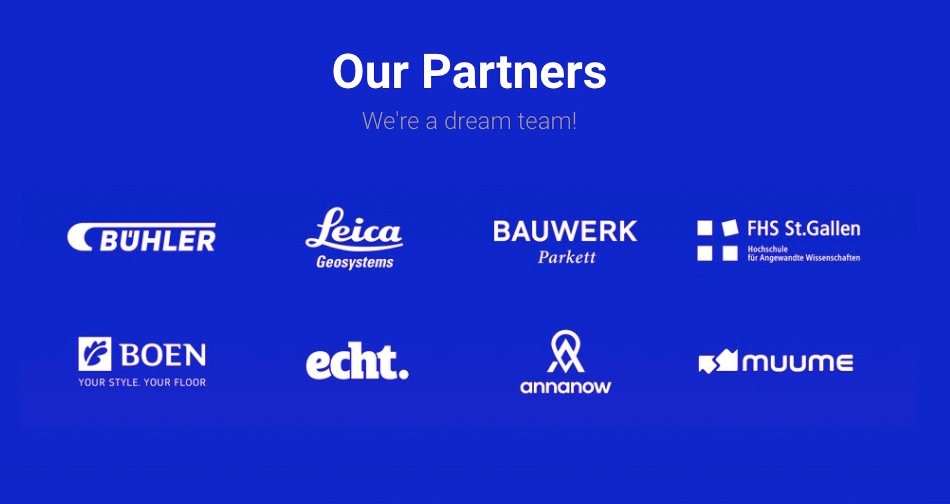 Our Partners
We're a dream team!
BÜHLER
Leica
Geosystems
BAUWERK
Parkett
FHS St.Gallen
Hochschule
für Angewandte Wissenschaften
BOEN
YOUR STYLE. YOUR FLOOR
echt.
annanow
muume